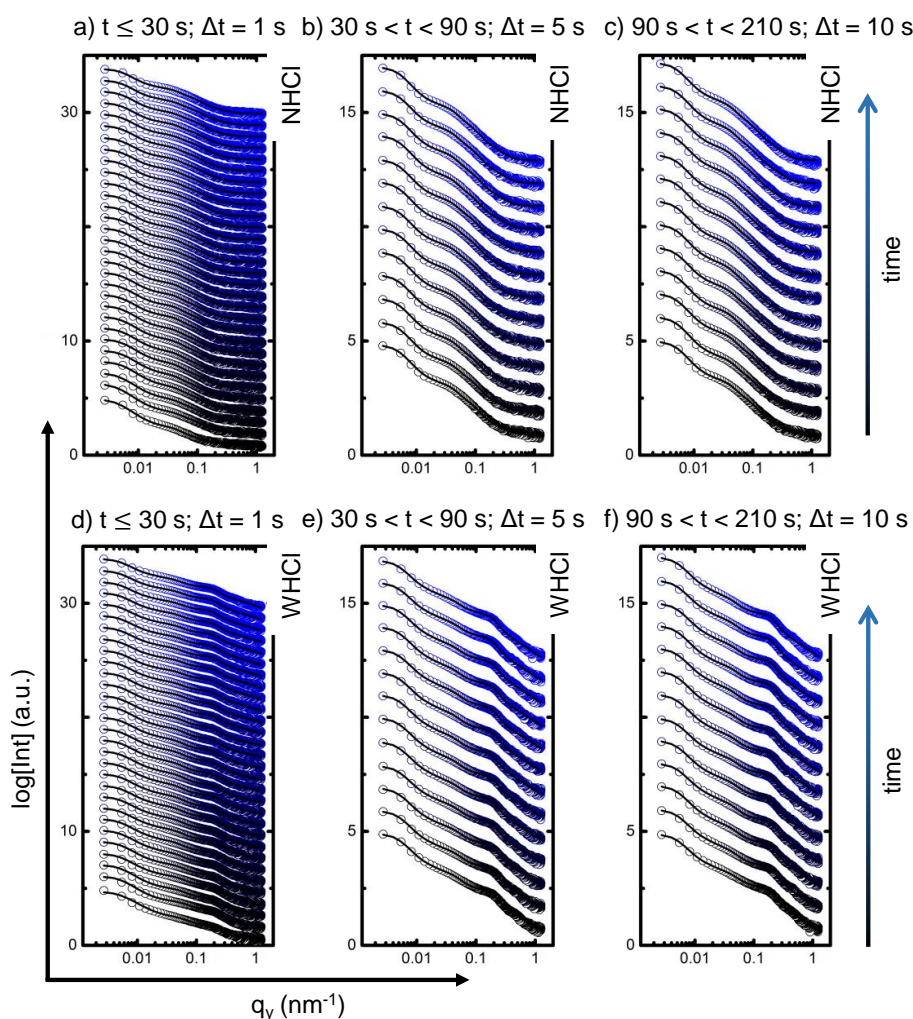 a) t ≤ 30 s; Δt = 1 s b) 30 s < t < 90 s; Δt = 5 s c) 90 s < t < 210 s; Δt = 10 s
30
10
0
0.01 0.1 1
NHCl
15
5
0
0.01 0.1 1
NHCl
15
5
0
0.01 0.1 1
NHCl
time
d) t ≤ 30 s; Δt = 1 s e) 30 s < t < 90 s; Δt = 5 s f) 90 s < t < 210 s; Δt = 10 s
30
10
0
0.01 0.1 1
WHCl
15
5
0
0.01 0.1 1
WHCl
15
5
0
0.01 0.1 1
WHCl
time
log[Int] (a.u.)
qy (nm-1)